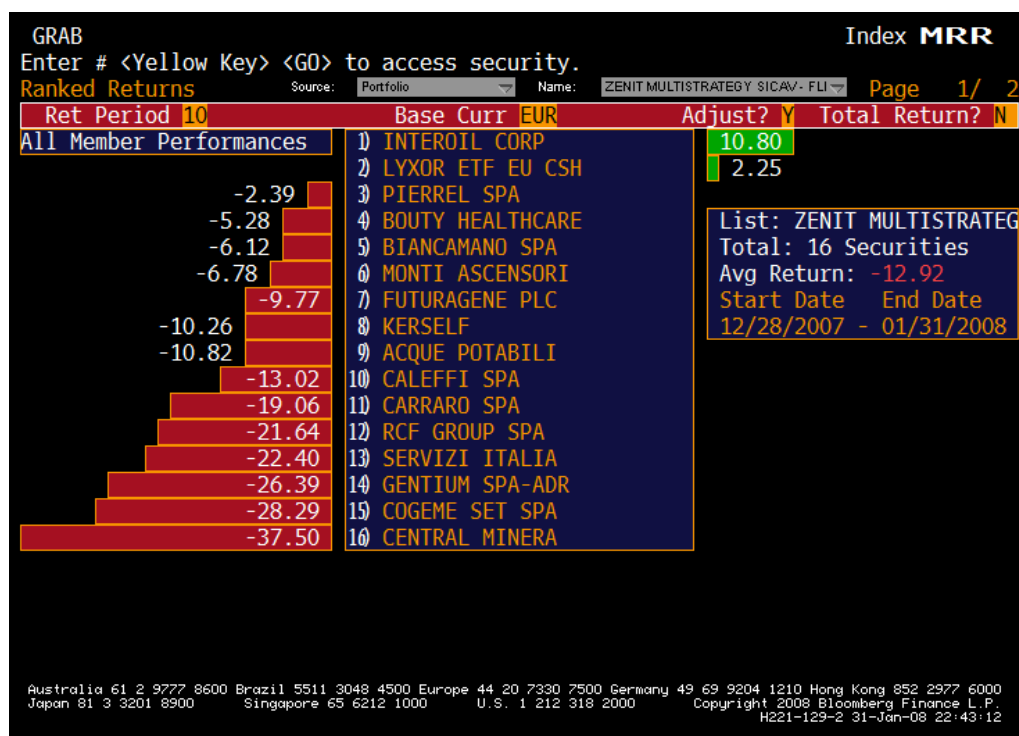 GRAB Index MRR
Enter # <Yellow Key> <GO> to access security.
Ranked Returns Source: Portfolio Name: ZENIT MULTISTRATEGY SICAV- FLI Page 1/ 2
Ret Period 10 Base Curr EUR Adjust? Y Total Return? N
All Member Performances 1) INTEROIL CORP 10.80
2) LYXOR ETF EU CSH 2.25
-2.39 3) PIERREL SPA
-5.28 4) BOUTY HEALTHCARE List: ZENIT MULTISTRATEG
-6.12 5) BIANCAMANO SPA Total: 16 Securities
-6.78 6) MONTI ASCENSORI Avg Return: -12.92
-9.77 7) FUTURAGENE PLC Start Date End Date
-10.26 8) KERSELF 12/28/2007 - 01/31/2008
-10.82 9) ACQUE POTABILI
-13.02 10) CALEFFI SPA
-19.06 11) CARRARO SPA
-21.64 12) RCF GROUP SPA
-22.40 13) SERVIZI ITALIA
-26.39 14) GENTIUM SPA-ADR
-28.29 15) COGEME SET SPA
-37.50 16) CENTRAL MINERA
Australia 61 2 9777 8600 Brazil 5511 3048 4500 Europe 44 20 7330 7500 Germany 49 69 9204 1210 Hong Kong 852 2977 6000
Japan 81 3 3201 8900 Singapore 65 6212 1000 U.S. 1 212 318 2000 Copyright 2008 Bloomberg Finance L.P.
H221-129-2 31-Jan-08 22:43:12